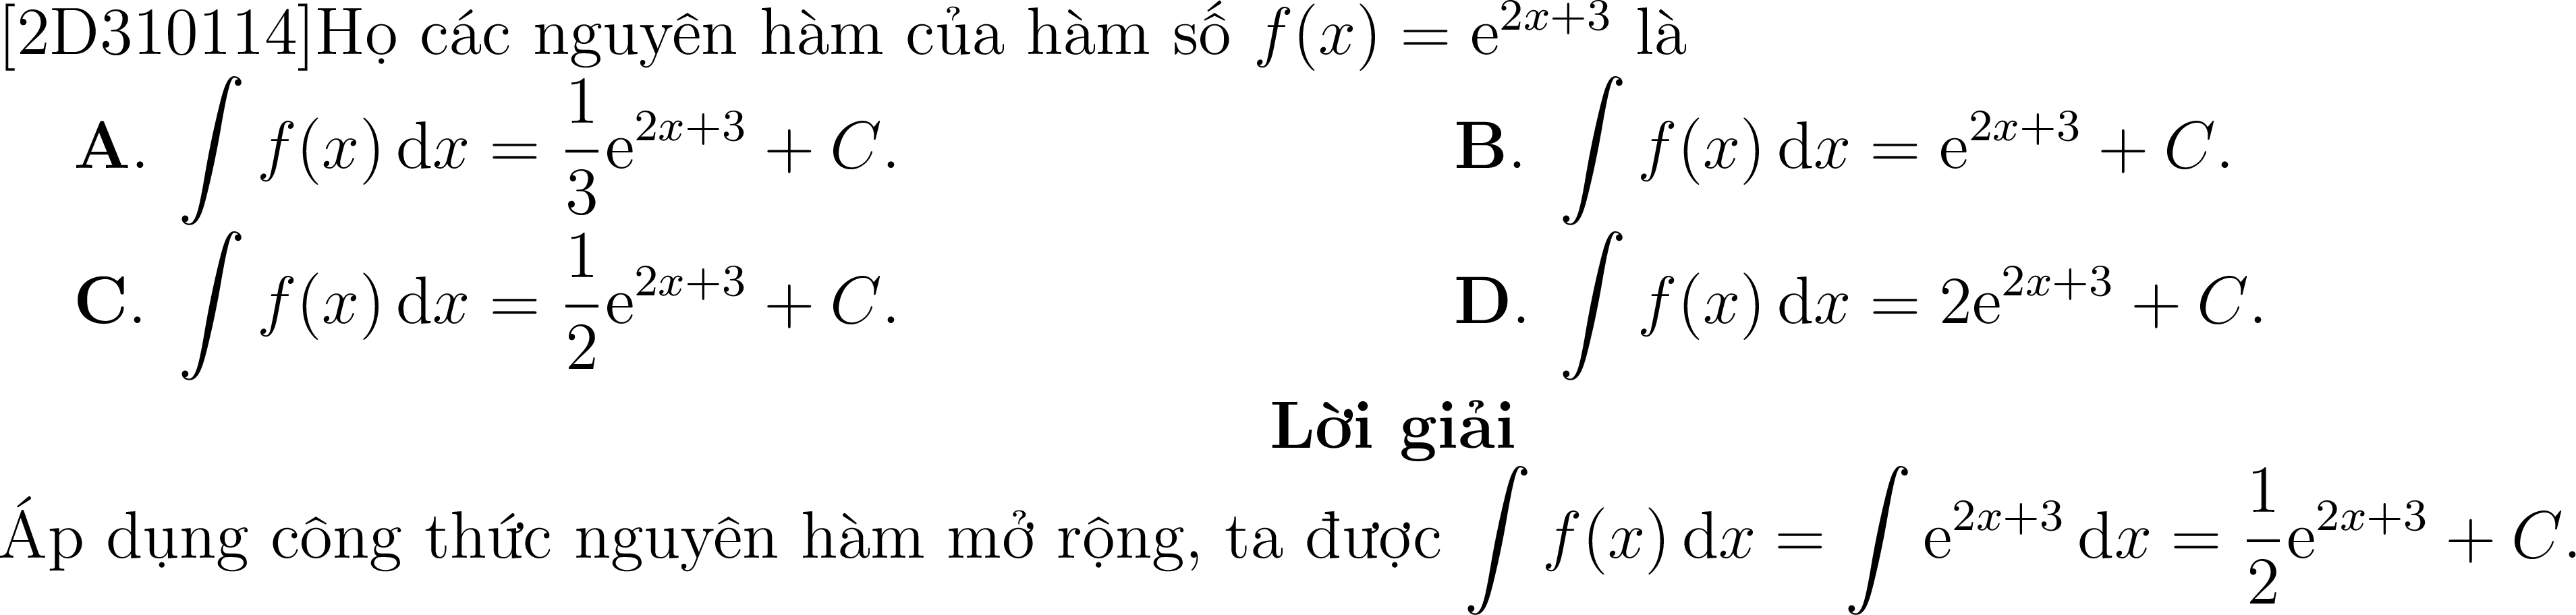 [2D310114]Họ các nguyên hàm của hàm số $f(x) = \mathrm{e}^{2x+3}$ là
A. $\int f(x)\,\mathrm{d}x = \frac{1}{3}\mathrm{e}^{2x+3} + C$. B. $\int f(x)\,\mathrm{d}x = \mathrm{e}^{2x+3} + C$.
C. $\int f(x)\,\mathrm{d}x = \frac{1}{2}\mathrm{e}^{2x+3} + C$. D. $\int f(x)\,\mathrm{d}x = 2\mathrm{e}^{2x+3} + C$.
Lời giải
Áp dụng công thức nguyên hàm mở rộng, ta được $\int f(x)\,\mathrm{d}x = \int \mathrm{e}^{2x+3}\,\mathrm{d}x = \frac{1}{2}\mathrm{e}^{2x+3} + C$.